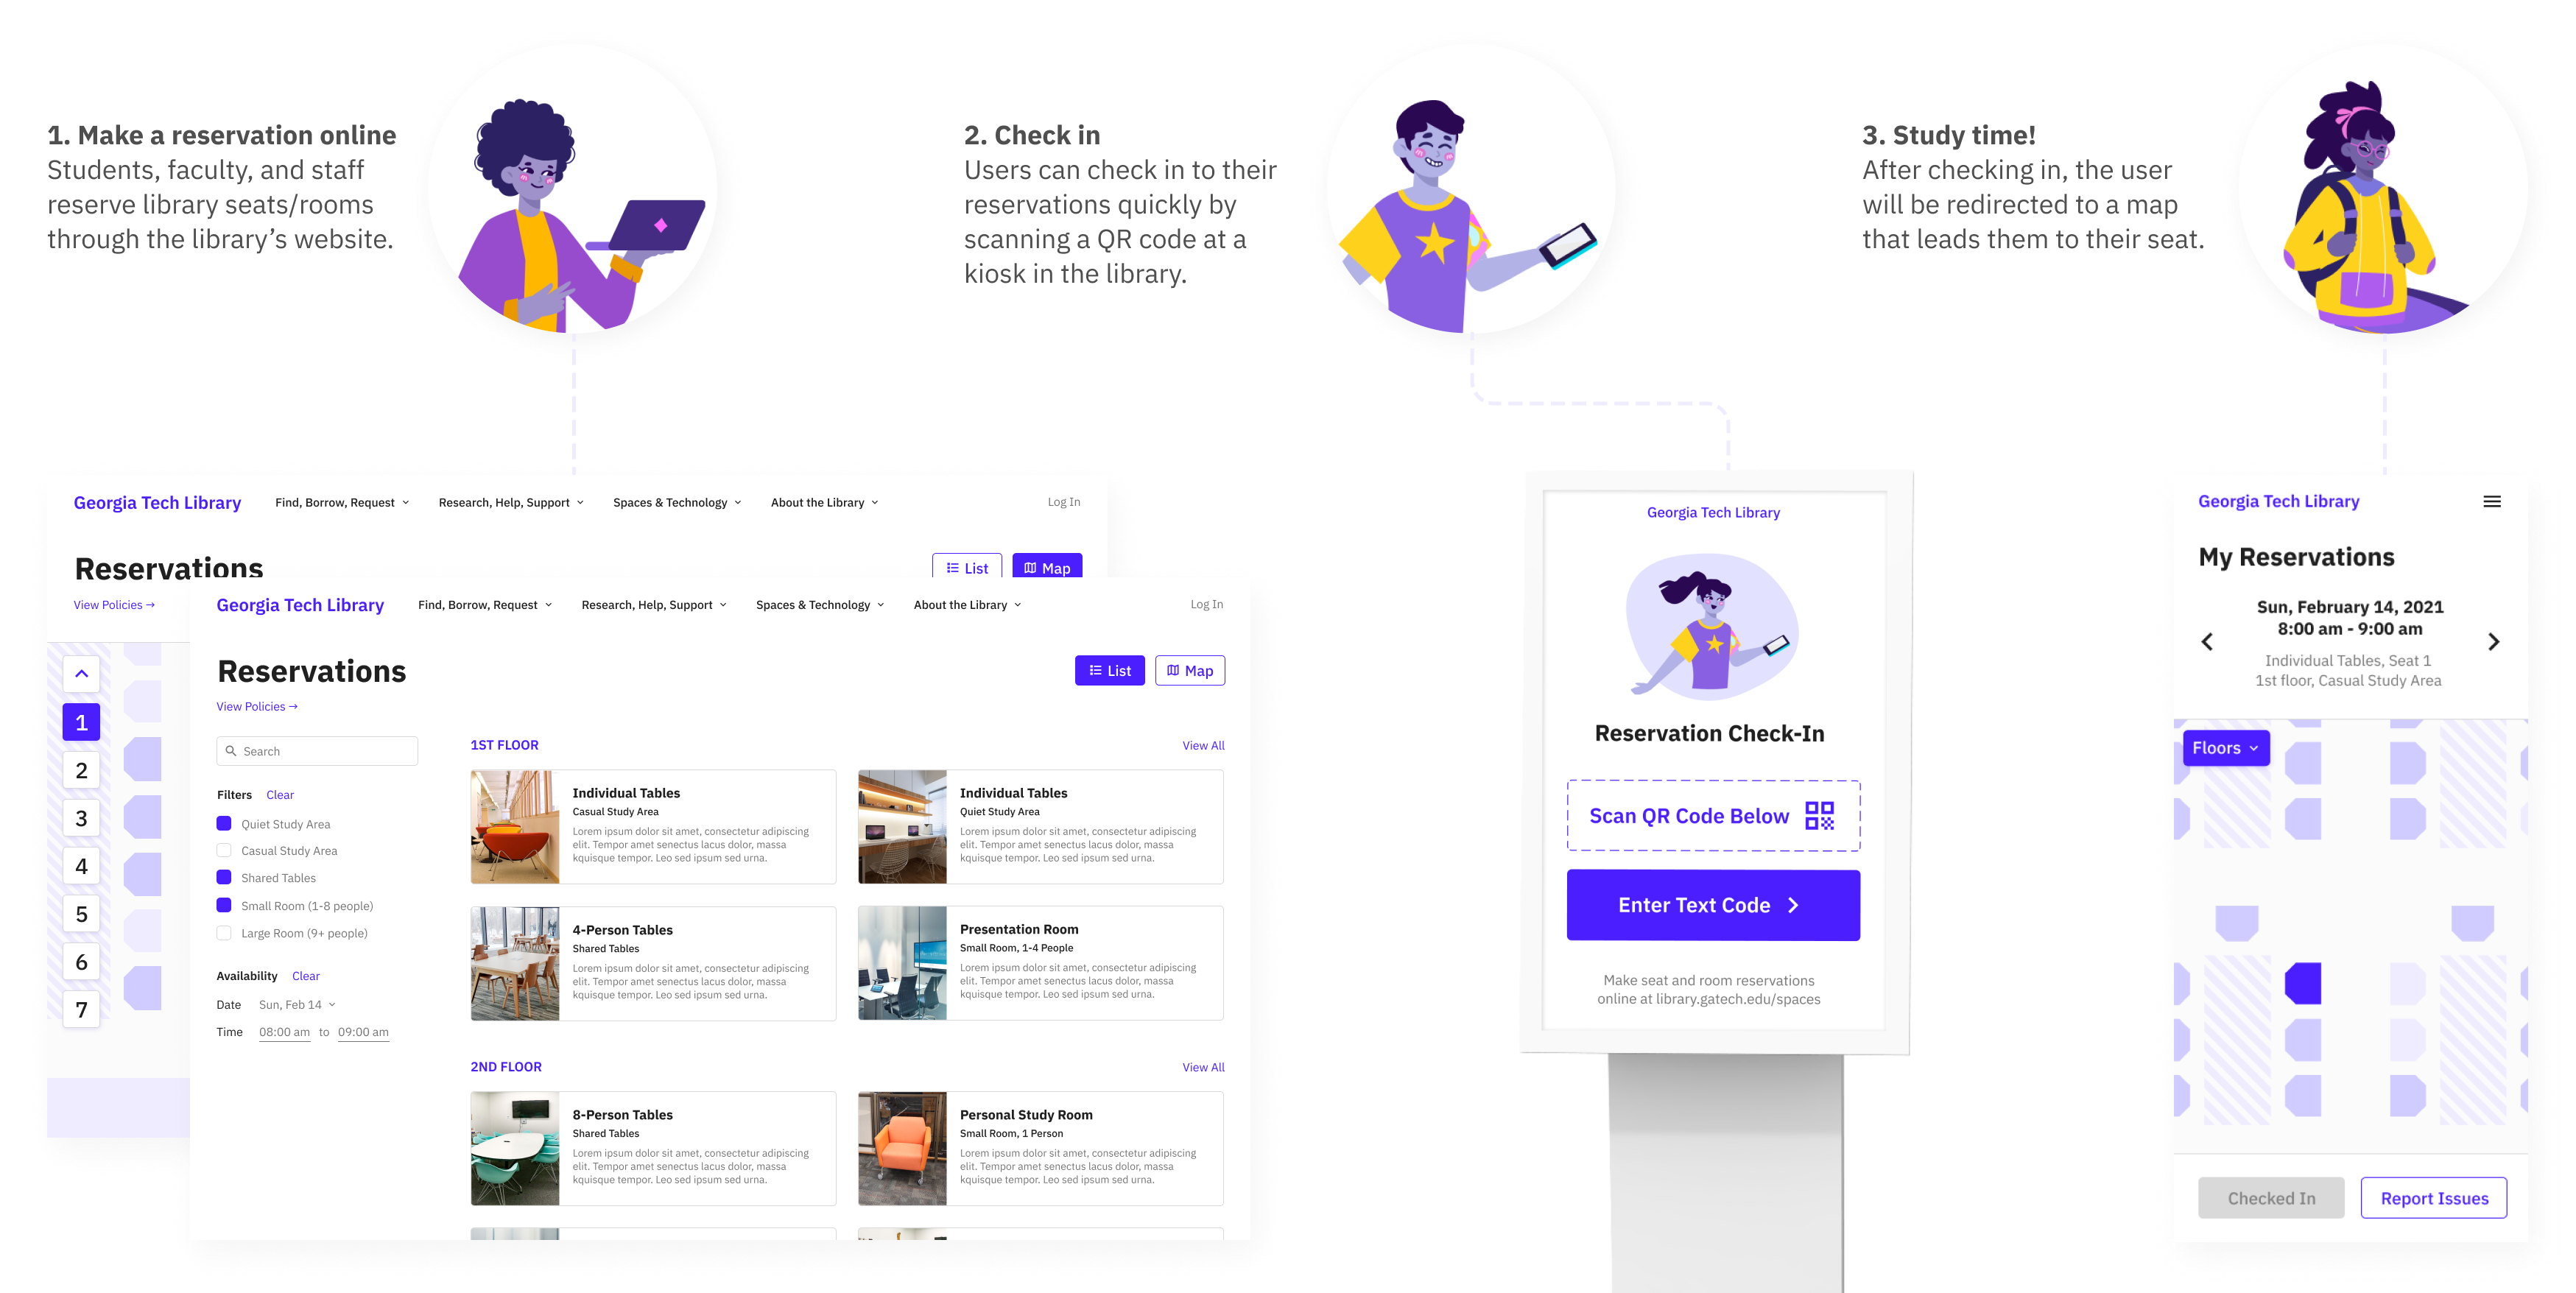 1. Make a reservation online
Students, faculty, and staff
reserve library seats/rooms
through the library's website.
2. Check in
Users can check in to their
reservations quickly by
scanning a QR code at a
kiosk in the library.
3. Study time!
After checking in, the user
will be redirected to a map
that leads them to their seat.
Georgia Tech Library
Find, Borrow, Request
Research, Help, Support
Spaces & Technology
About the Library
Log In
Reservations
List
Map
View Policies →
1
2
3
4
5
6
7
Georgia Tech Library
Find, Borrow, Request
Research, Help, Support
Spaces & Technology
About the Library
Log In
Reservations
List
Map
View Policies →
Search
Filters Clear
Quiet Study Area
Casual Study Area
Shared Tables
Small Room (1-8 people)
Large Room (9+ people)
Availability Clear
Date Sun, Feb 14
Time 08:00 am to 09:00 am
1ST FLOOR
View All
Individual Tables
Casual Study Area
Lorem ipsum dolor sit amet, consectetur adipiscing
elit. Tempor amet senectus lacus dolor, massa
kquisque tempor. Leo sed ipsum sed urna.
Individual Tables
Quiet Study Area
Lorem ipsum dolor sit amet, consectetur adipiscing
elit. Tempor amet senectus lacus dolor, massa
kquisque tempor. Leo sed ipsum sed urna.
4-Person Tables
Shared Tables
Lorem ipsum dolor sit amet, consectetur adipiscing
elit. Tempor amet senectus lacus dolor, massa
kquisque tempor. Leo sed ipsum sed urna.
Presentation Room
Small Room, 1-4 People
Lorem ipsum dolor sit amet, consectetur adipiscing
elit. Tempor amet senectus lacus dolor, massa
kquisque tempor. Leo sed ipsum sed urna.
2ND FLOOR
View All
8-Person Tables
Shared Tables
Lorem ipsum dolor sit amet, consectetur adipiscing
elit. Tempor amet senectus lacus dolor, massa
kquisque tempor. Leo sed ipsum sed urna.
Personal Study Room
Small Room, 1 Person
Lorem ipsum dolor sit amet, consectetur adipiscing
elit. Tempor amet senectus lacus dolor, massa
kquisque tempor. Leo sed ipsum sed urna.
Georgia Tech Library
Reservation Check-In
Scan QR Code Below
Enter Text Code
Make seat and room reservations
online at library.gatech.edu/spaces
Georgia Tech Library
My Reservations
Sun, February 14, 2021
8:00 am - 9:00 am
Individual Tables, Seat 1
1st floor, Casual Study Area
Floors
Checked In
Report Issues